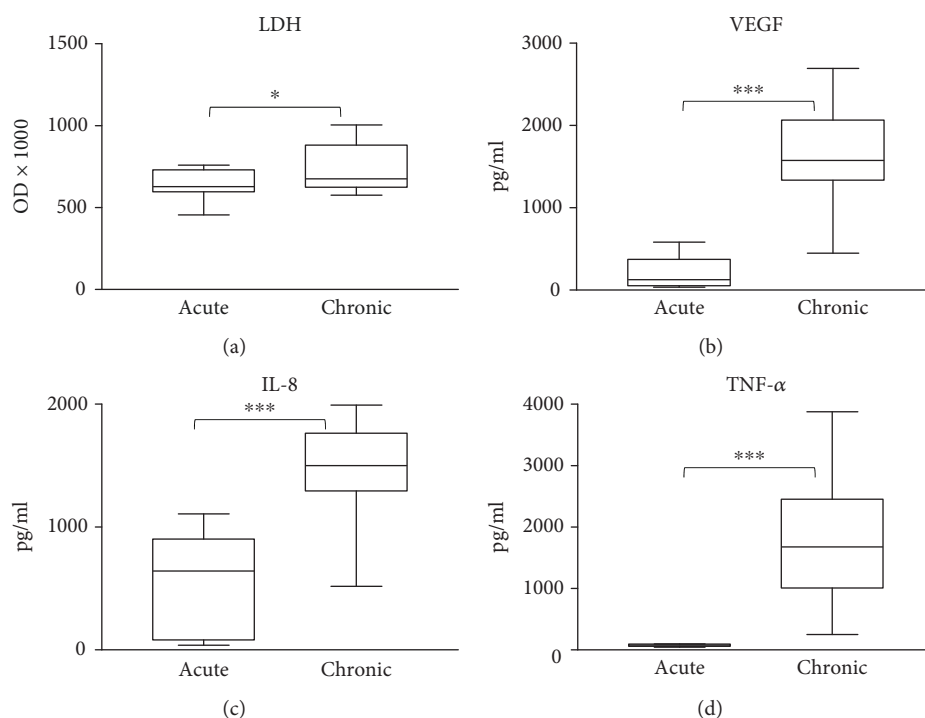 LDH
1500
1000
500
0
OD × 1000
*
Acute Chronic
(a)
VEGF
3000
2000
1000
0
pg/ml
***
Acute Chronic
(b)
IL-8
2000
1000
0
pg/ml
***
Acute Chronic
(c)
TNF-α
4000
3000
2000
1000
0
pg/ml
***
Acute Chronic
(d)